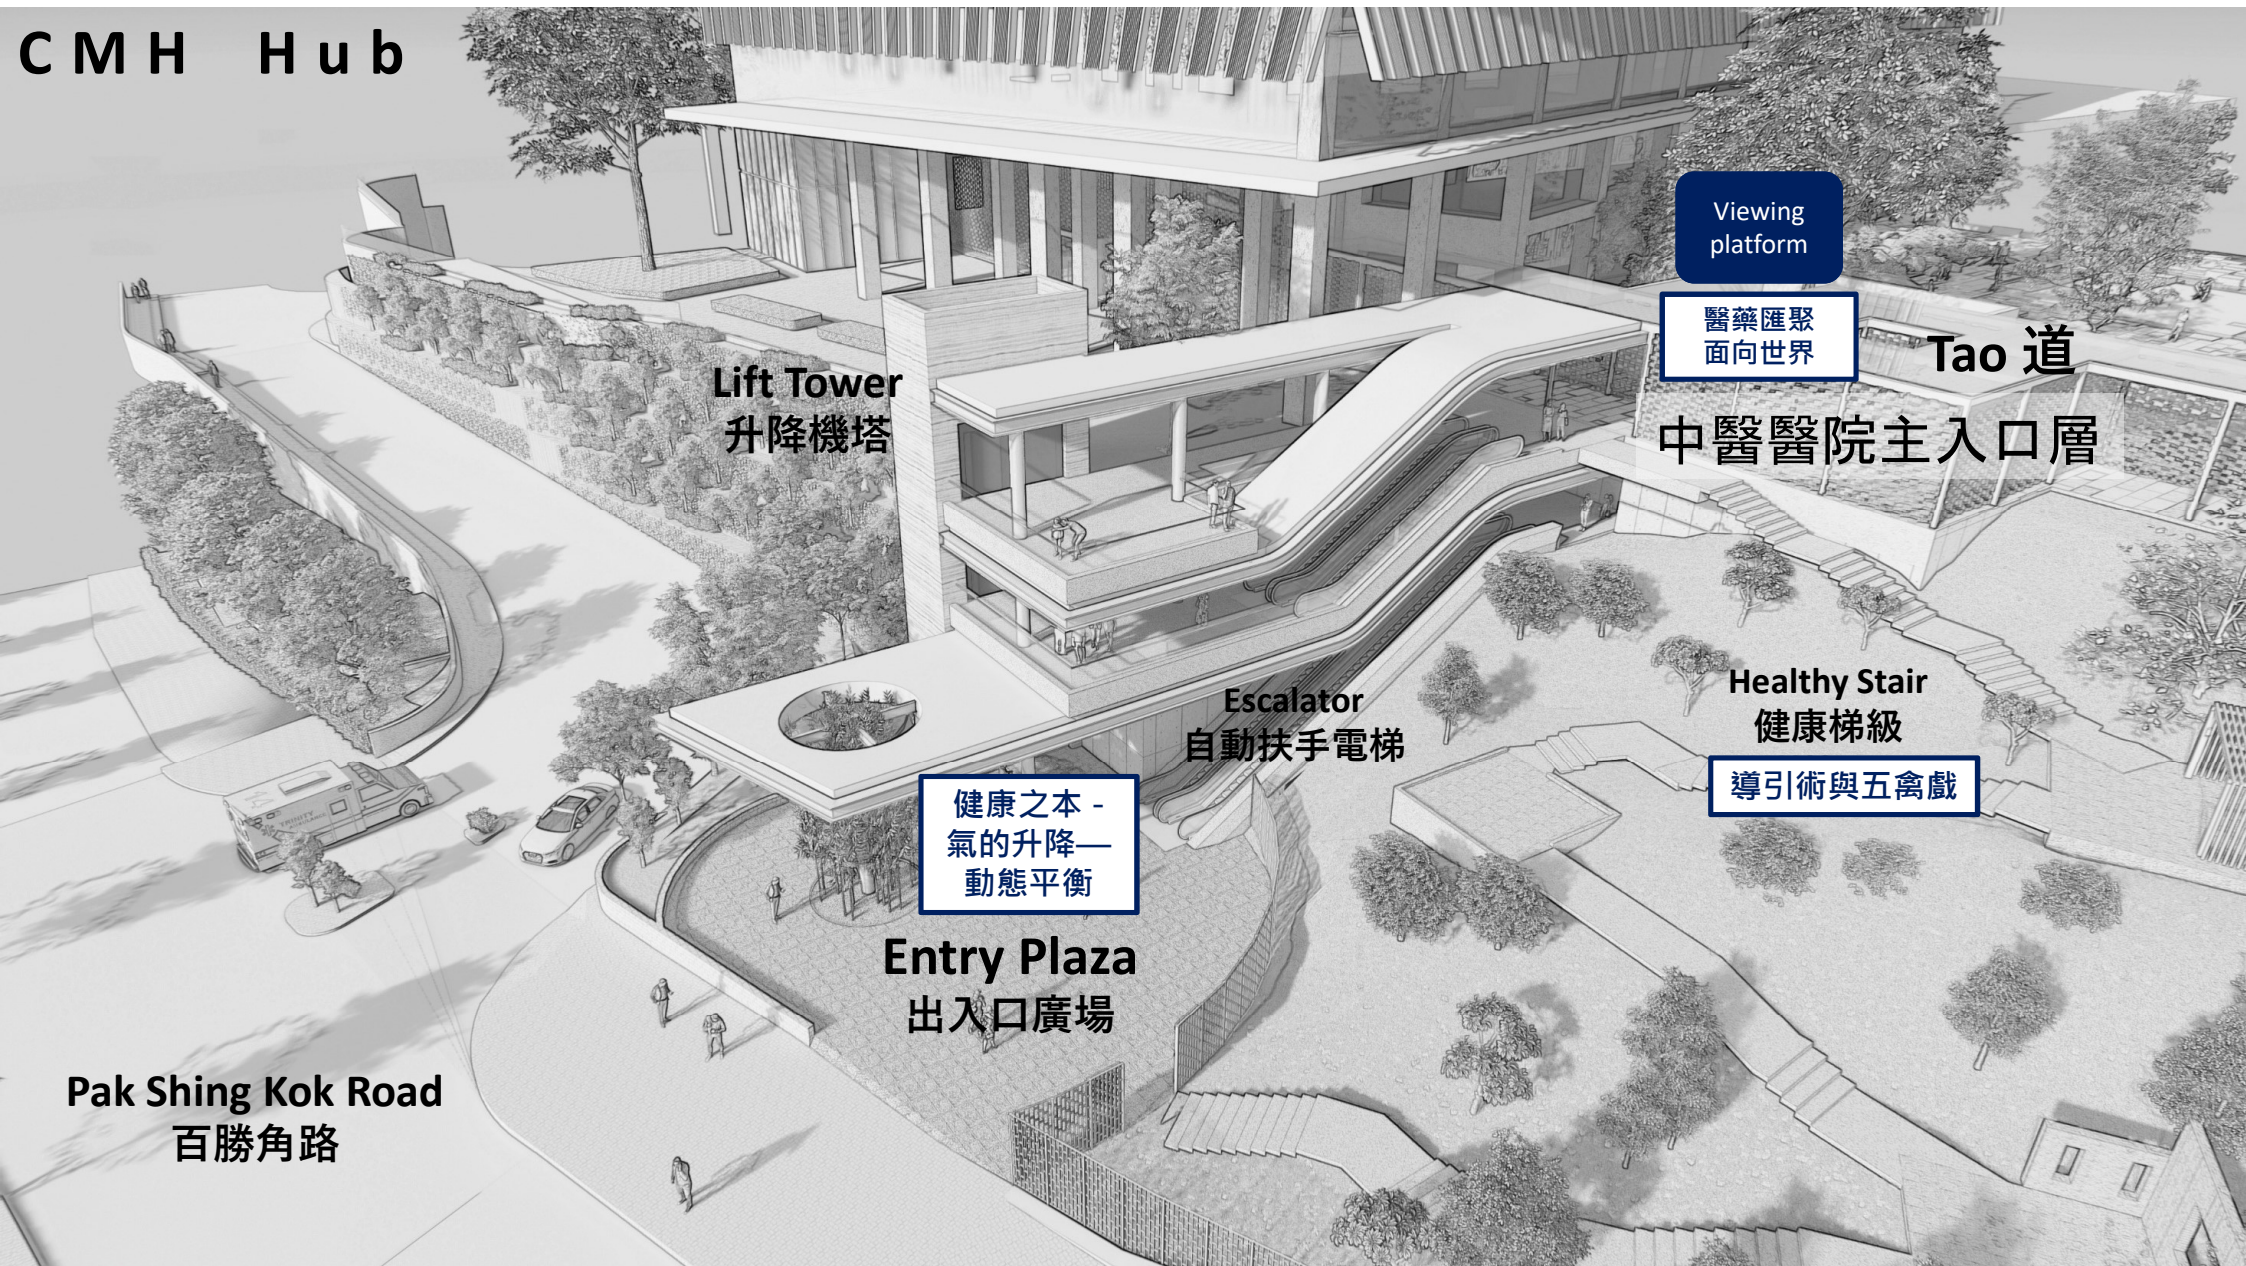 CMH Hub
Viewing
platform
醫藥匯聚
面向世界
Tao 道
中醫醫院主入口層
Lift Tower
升降機塔
Escalator
自動扶手電梯
Healthy Stair
健康梯級
導引術與五禽戲
健康之本 -
氣的升降—
動態平衡
Entry Plaza
出入口廣場
Pak Shing Kok Road
百勝角路
TRINITY